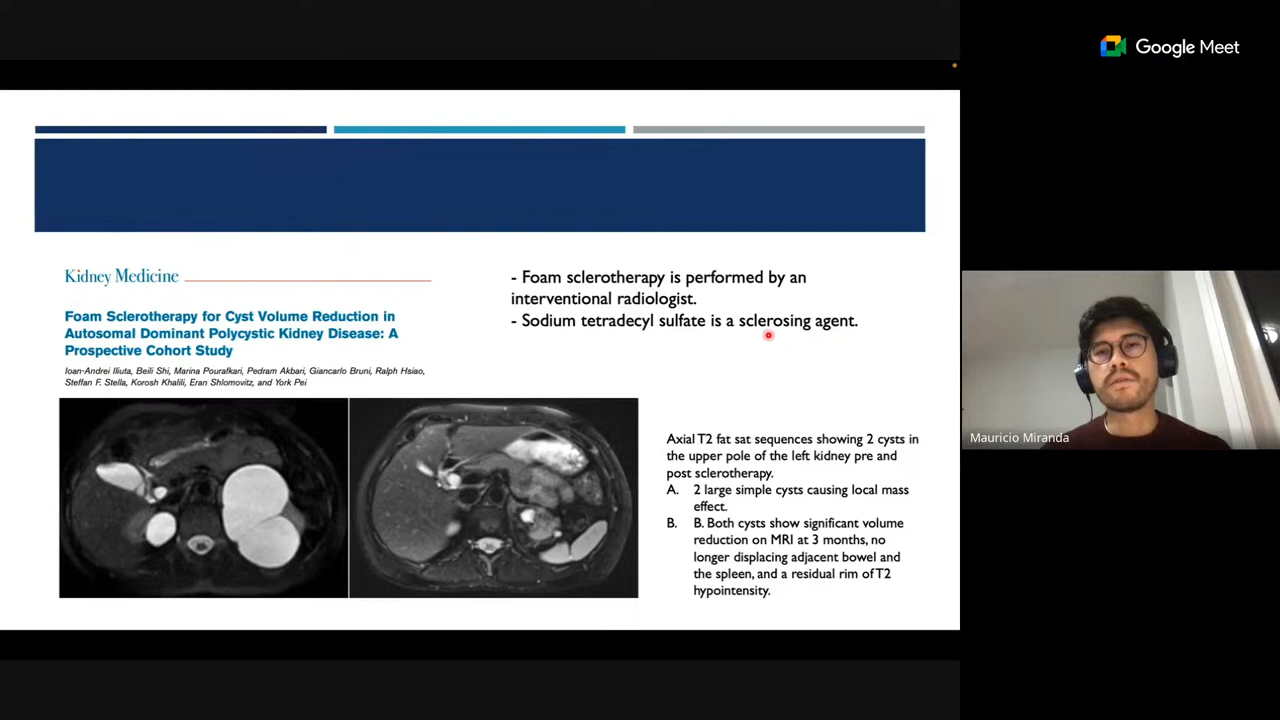 Google Meet
Kidney Medicine
Foam Sclerotherapy for Cyst Volume Reduction in
Autosomal Dominant Polycystic Kidney Disease: A
Prospective Cohort Study
Ioan-Andrei Iliuta, Beili Shi, Marina Pourafkari, Pedram Akbari, Giancarlo Bruni, Ralph Hsiao,
Steffan F. Stella, Korosh Khalili, Eran Shlomovitz, and York Pei
- Foam sclerotherapy is performed by an
interventional radiologist.
- Sodium tetradecyl sulfate is a sclerosing agent.
Axial T2 fat sat sequences showing 2 cysts in
the upper pole of the left kidney pre and
post sclerotherapy.
A. 2 large simple cysts causing local mass
effect.
B. B. Both cysts show significant volume
reduction on MRI at 3 months, no
longer displacing adjacent bowel and
the spleen, and a residual rim of T2
hypointensity.
Mauricio Miranda